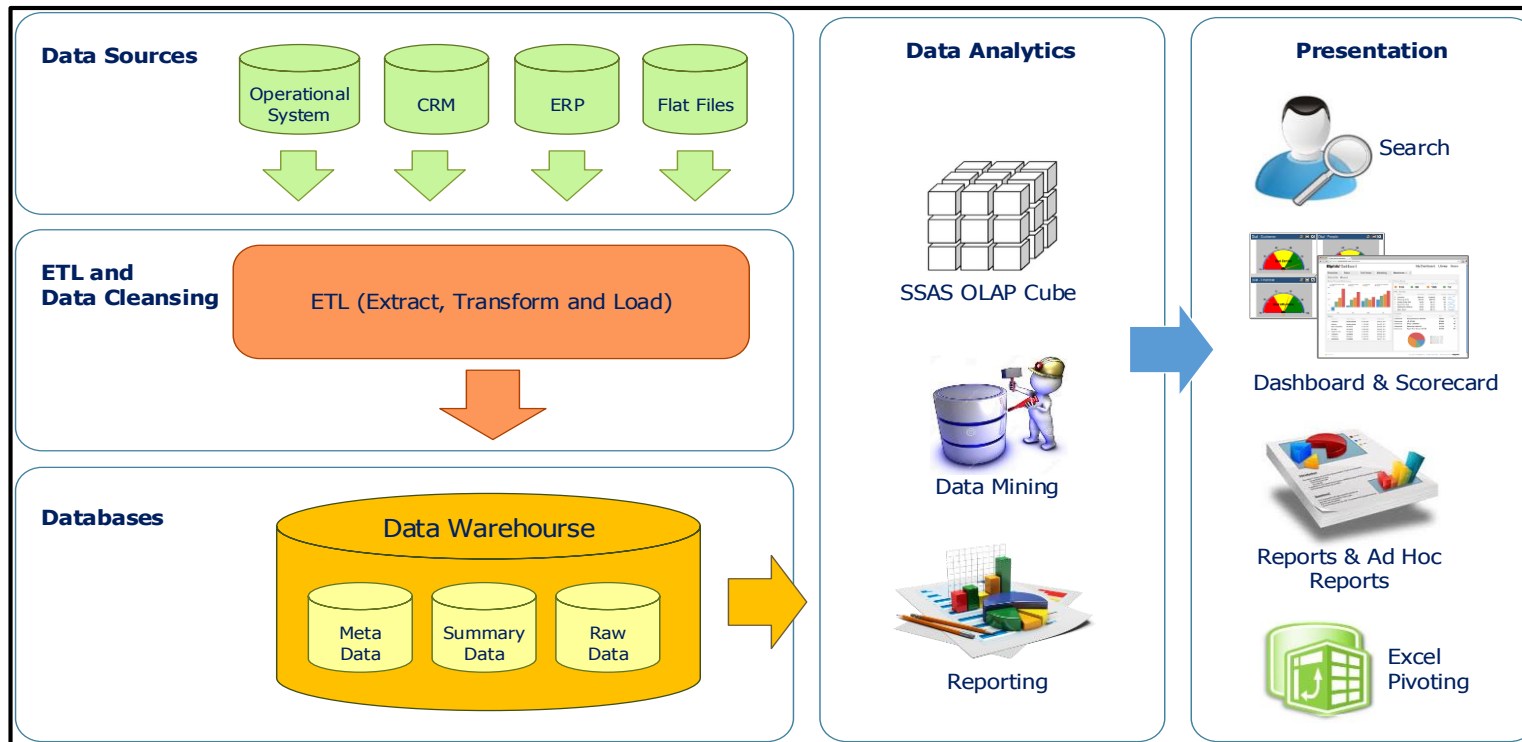 Data Sources
Operational
System
CRM
ERP
Flat Files
ETL and
Data Cleansing
ETL (Extract, Transform and Load)
Databases
Data Warehourse
Meta
Data
Summary
Data
Raw
Data
Data Analytics
SSAS OLAP Cube
Data Mining
Reporting
Presentation
Search
Dashboard & Scorecard
Reports & Ad Hoc
Reports
Excel
Pivoting